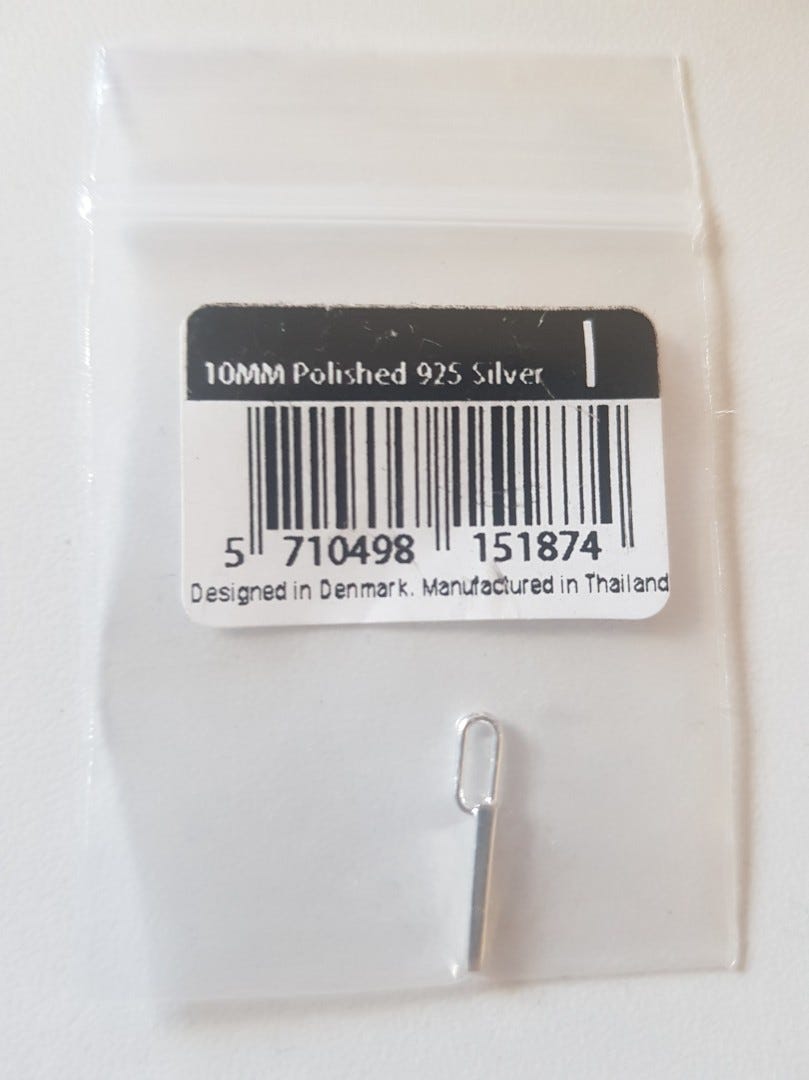 10MM Polished 925 Silver I
5 710498 151874
Designed in Denmark. Manufactured in Thailand